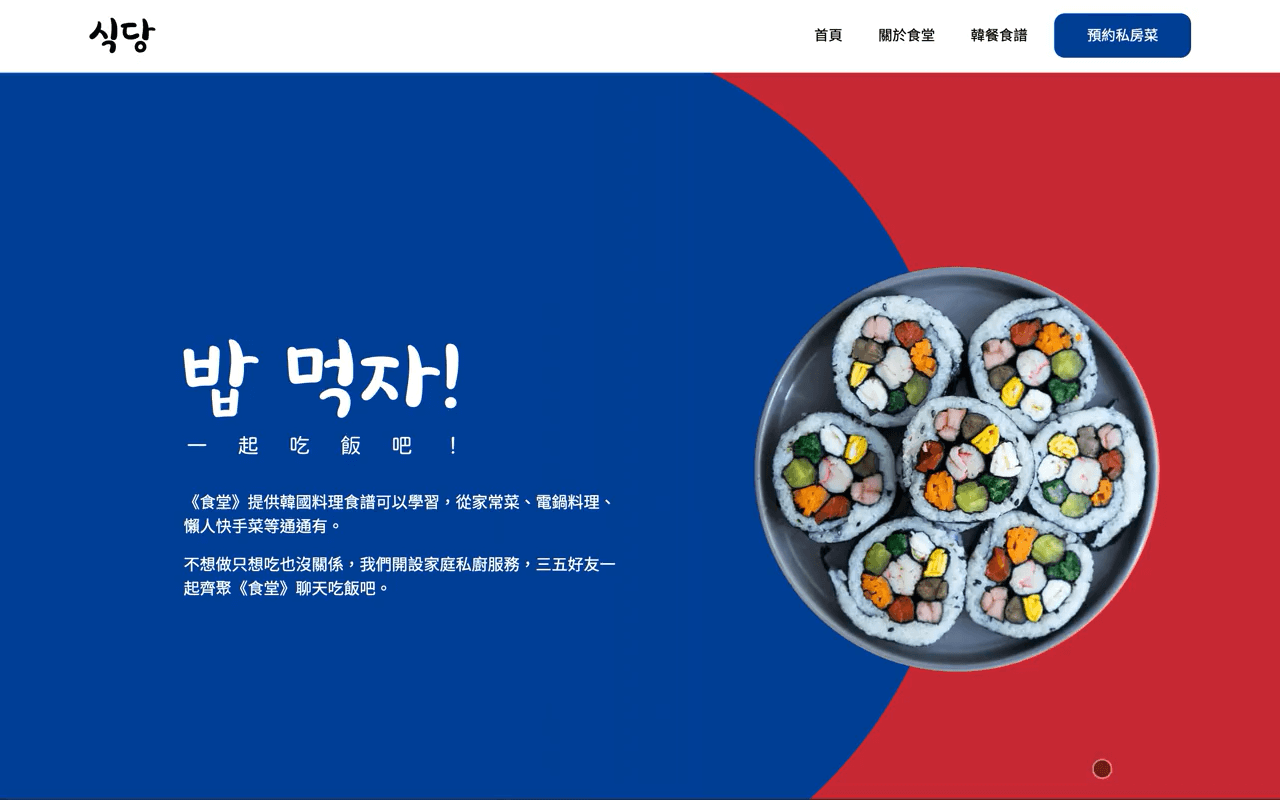 식당
首頁
關於食堂
韓餐食譜
預約私房菜
밥 먹자!
一起吃飯吧！
《食堂》提供韓國料理食譜可以學習，從家常菜、電鍋料理、
懶人快手菜等通通有。
不想做只想吃也沒關係，我們開設家庭私廚服務，三五好友一
起齊聚《食堂》聊天吃飯吧。